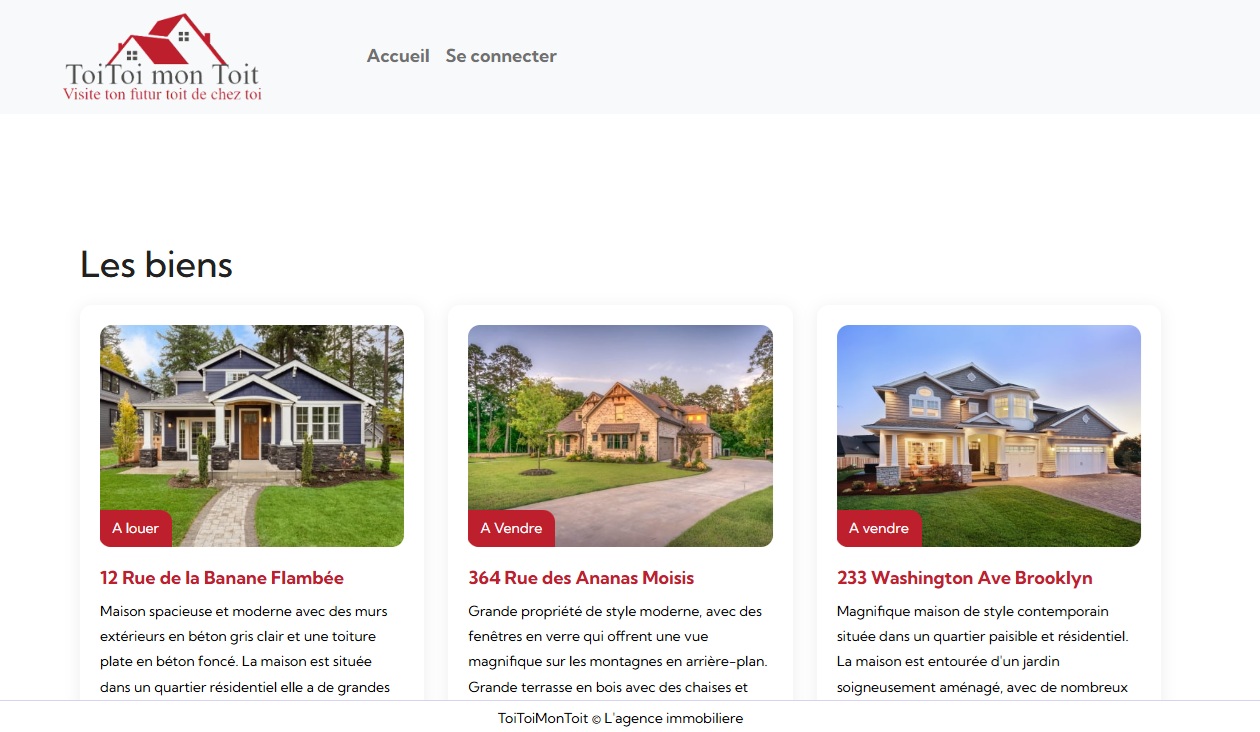 ToiToi mon Toit
Visite ton futur toit de chez toi
Accueil Se connecter
Les biens
A louer
12 Rue de la Banane Flambée
Maison spacieuse et moderne avec des murs
extérieurs en béton gris clair et une toiture
plate en béton foncé. La maison est située
dans un quartier résidentiel elle a de grandes
A Vendre
364 Rue des Ananas Moisis
Grande propriété de style moderne, avec des
fenêtres en verre qui offrent une vue
magnifique sur les montagnes en arrière-plan.
Grande terrasse en bois avec des chaises et
A vendre
233 Washington Ave Brooklyn
Magnifique maison de style contemporain
située dans un quartier paisible et résidentiel.
La maison est entourée d'un jardin
soigneusement aménagé, avec de nombreux
ToiToiMonToit © L'agence immobiliere